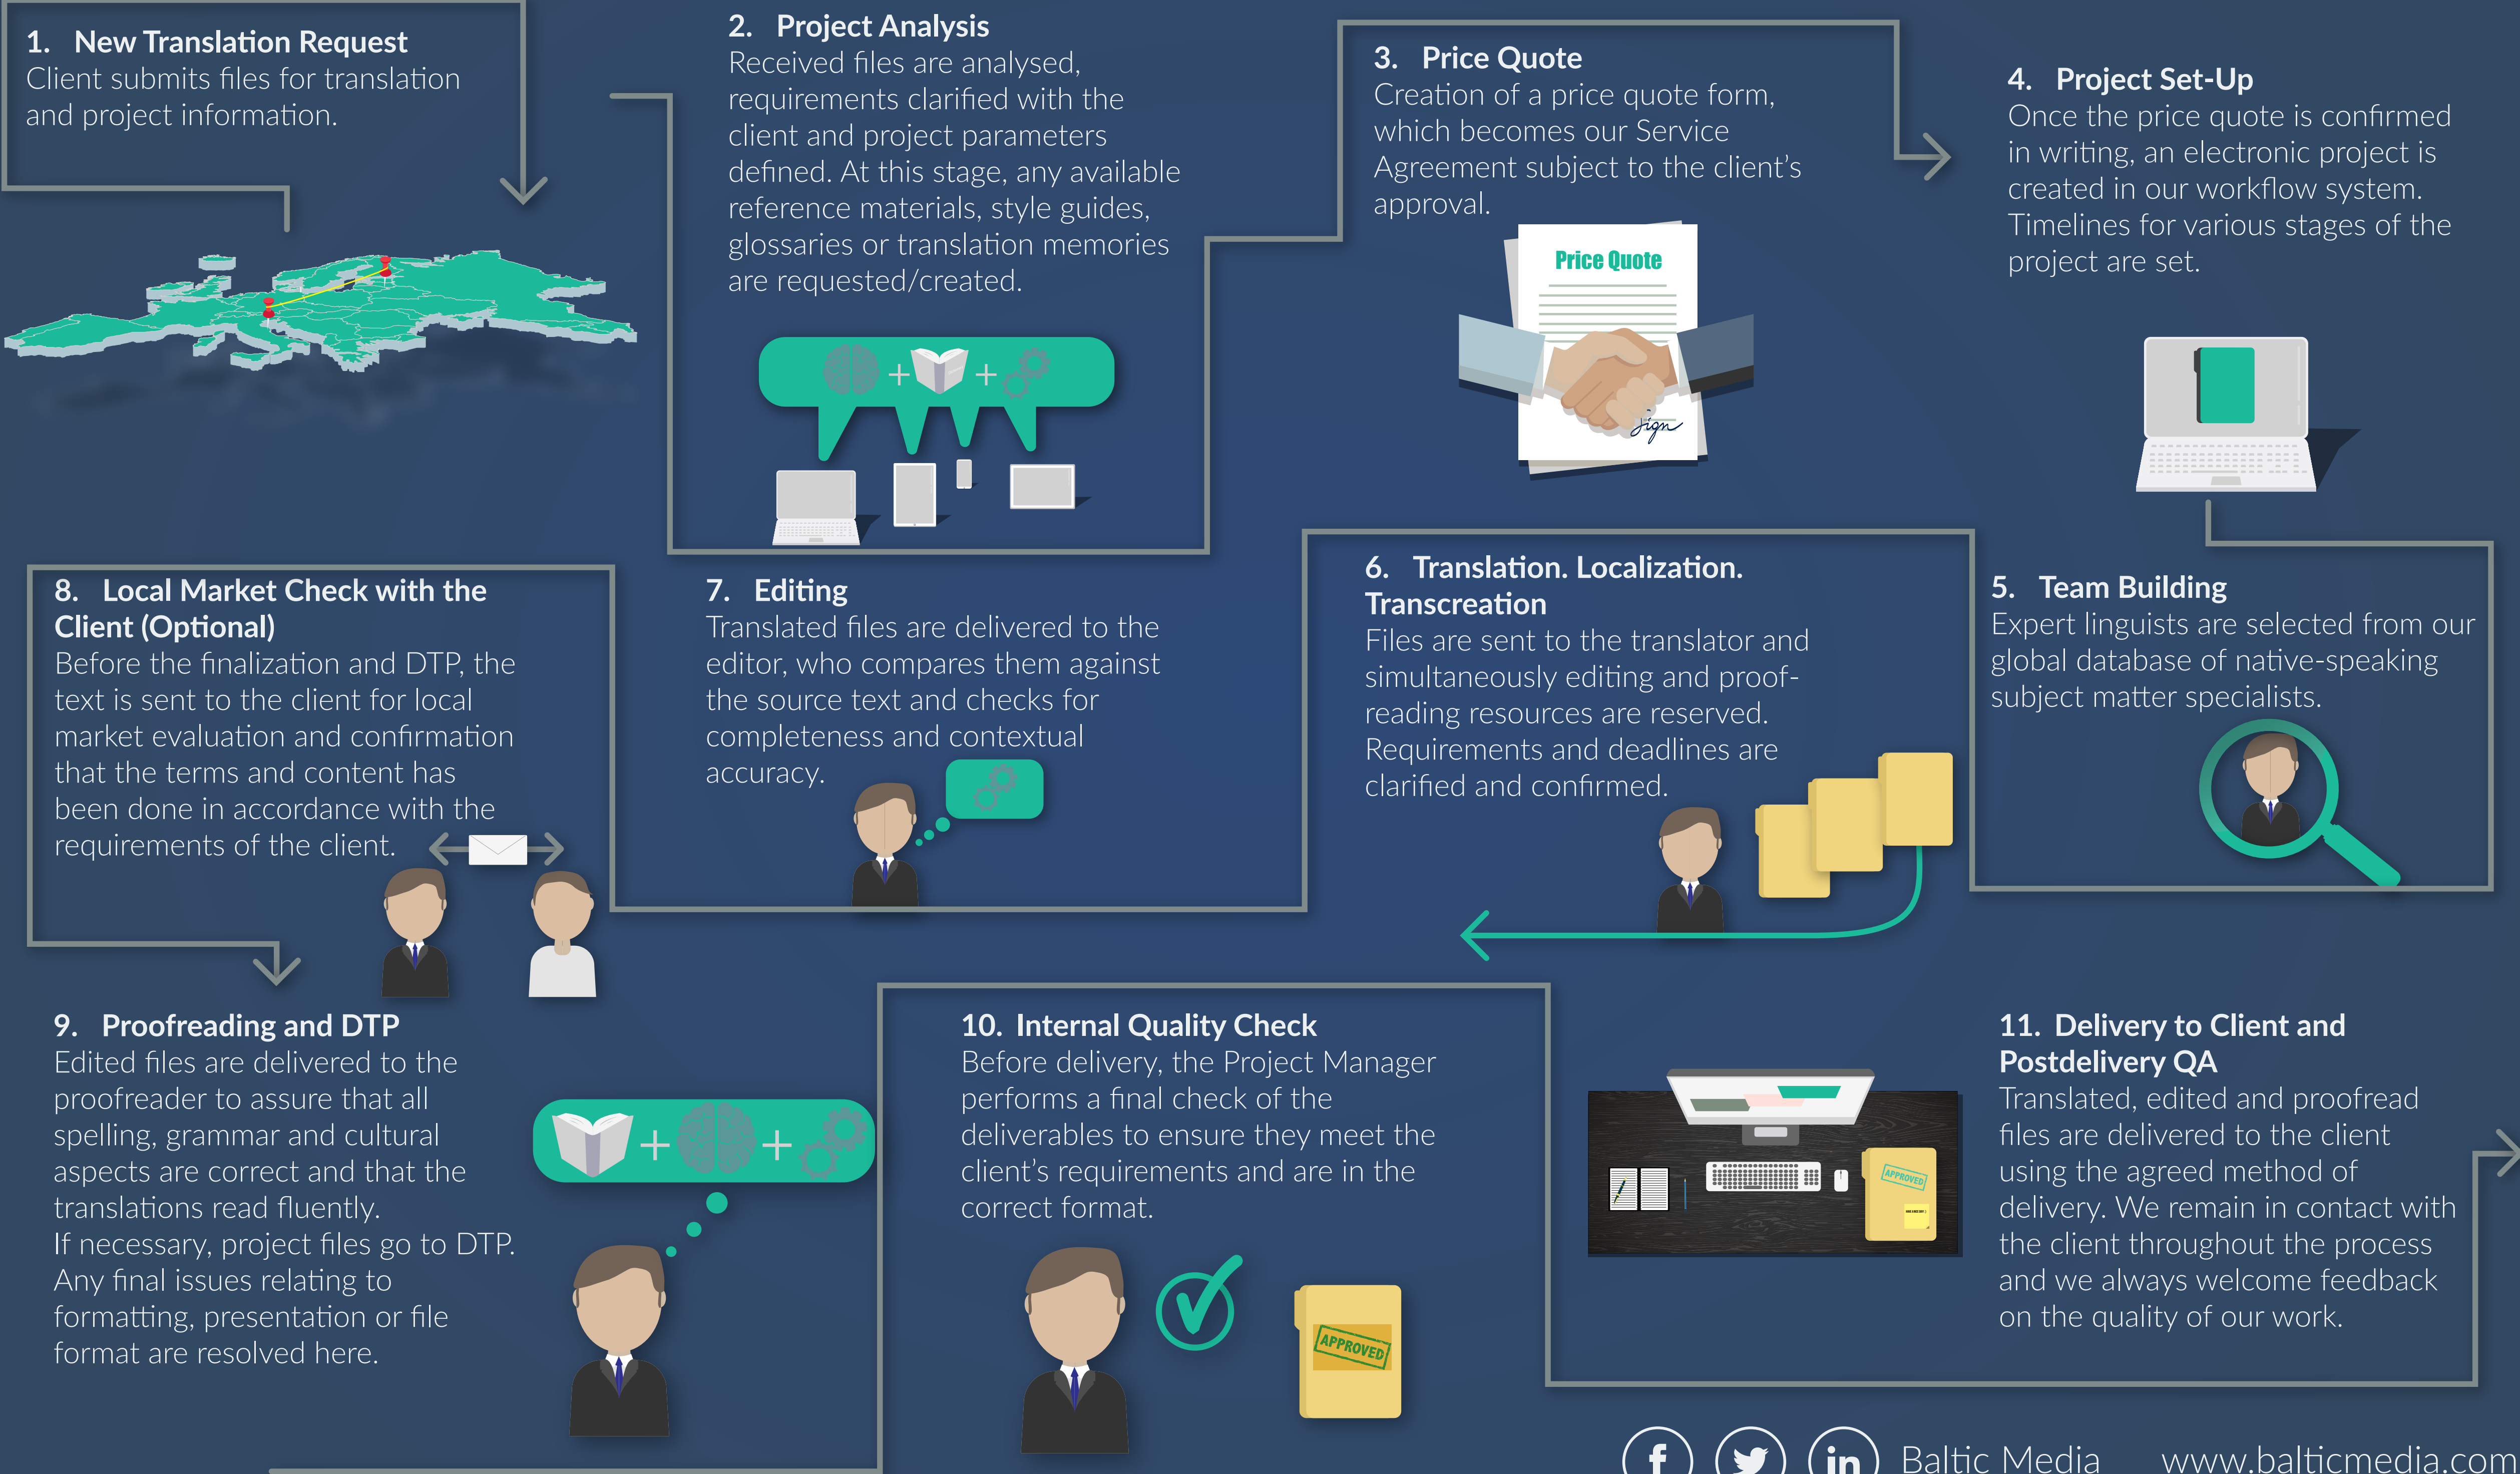 1. New Translation Request
Client submits files for translation
and project information.
2. Project Analysis
Received files are analysed,
requirements clarified with the
client and project parameters
defined. At this stage, any available
reference materials, style guides,
glossaries or translation memories
are requested/created.
3. Price Quote
Creation of a price quote form,
which becomes our Service
Agreement subject to the client's
approval.
Price Quote
Sign
4. Project Set-Up
Once the price quote is confirmed
in writing, an electronic project is
created in our workflow system.
Timelines for various stages of the
project are set.
5. Team Building
Expert linguists are selected from our
global database of native-speaking
subject matter specialists.
6. Translation. Localization.
Transcreation
Files are sent to the translator and
simultaneously editing and proof-
reading resources are reserved.
Requirements and deadlines are
clarified and confirmed.
7. Editing
Translated files are delivered to the
editor, who compares them against
the source text and checks for
completeness and contextual
accuracy.
8. Local Market Check with the
Client (Optional)
Before the finalization and DTP, the
text is sent to the client for local
market evaluation and confirmation
that the terms and content has
been done in accordance with the
requirements of the client.
9. Proofreading and DTP
Edited files are delivered to the
proofreader to assure that all
spelling, grammar and cultural
aspects are correct and that the
translations read fluently.
If necessary, project files go to DTP.
Any final issues relating to
formatting, presentation or file
format are resolved here.
10. Internal Quality Check
Before delivery, the Project Manager
performs a final check of the
deliverables to ensure they meet the
client's requirements and are in the
correct format.
APPROVED
11. Delivery to Client and
Postdelivery QA
Translated, edited and proofread
files are delivered to the client
using the agreed method of
delivery. We remain in contact with
the client throughout the process
and we always welcome feedback
on the quality of our work.
APPROVED
f
in
Baltic Media
www.balticmedia.com